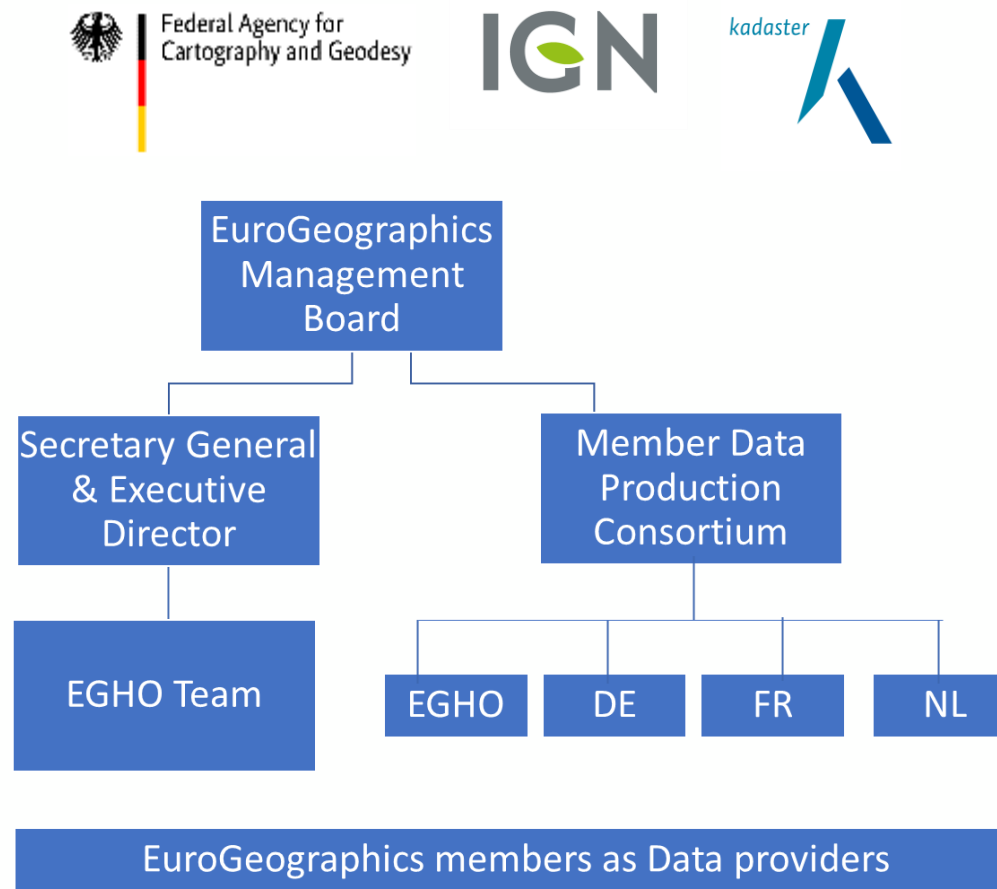 Federal Agency for
Cartography and Geodesy
IGN
kadaster
EuroGeographics
Management
Board
Secretary General
& Executive
Director
Member Data
Production
Consortium
EGHO Team
EGHO
DE
FR
NL
EuroGeographics members as Data providers